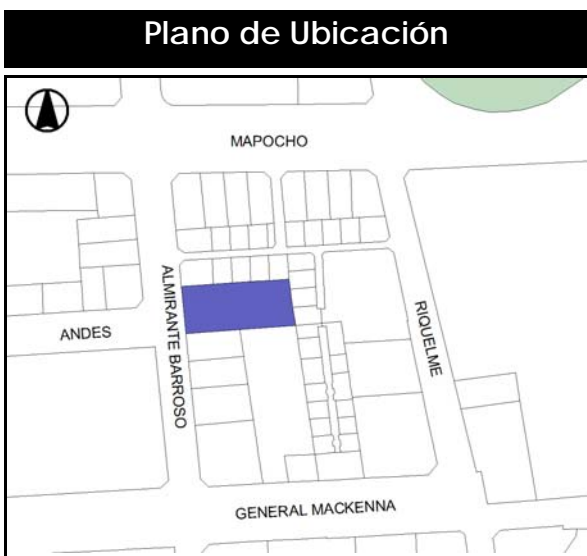 Plano de Ubicación
MAPOCHO
ALMIRANTE BARROSO
ANDES
RIQUELME
GENERAL MACKENNA